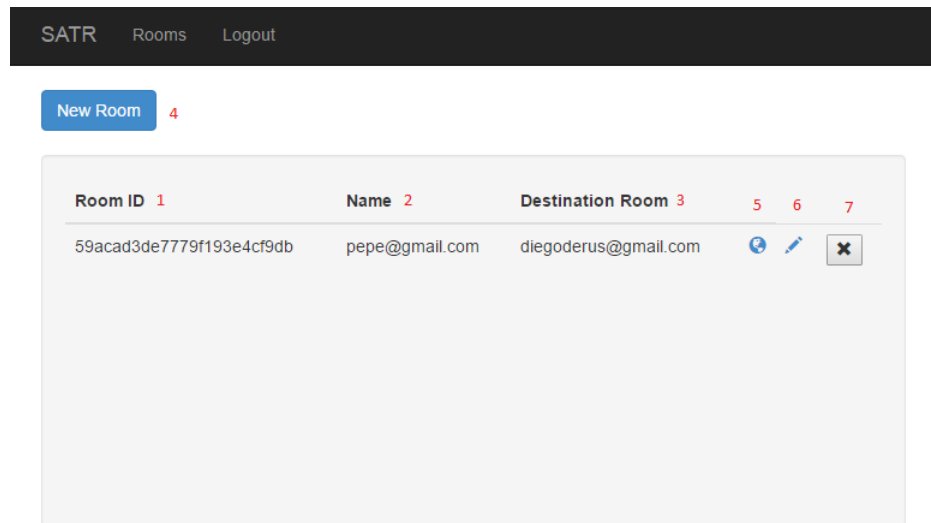 SATR Rooms Logout
New Room 4
Room ID 1 Name 2 Destination Room 3 5 6 7
59acad3de7779f193e4cf9db pepe@gmail.com diegoderus@gmail.com